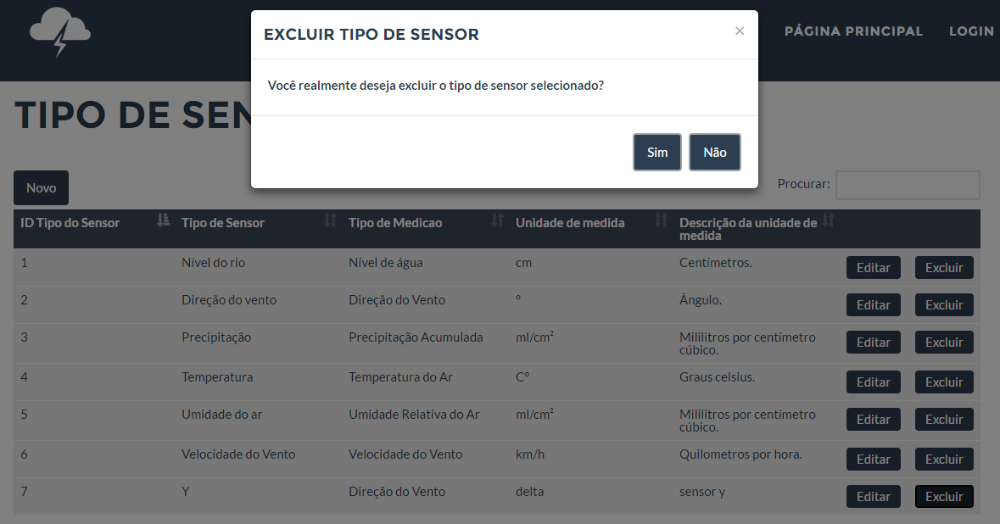 EXCLUIR TIPO DE SENSOR ×
PÁGINA PRINCIPAL LOGIN
Você realmente deseja excluir o tipo de sensor selecionado?
TIPO DE SEN
Sim Não
Novo
Procurar:
ID Tipo do Sensor Tipo de Sensor Tipo de Medicao Unidade de medida Descrição da unidade de
medida
1 Nível do rio Nível de água cm Centímetros. Editar Excluir
2 Direção do vento Direção do Vento ° Ângulo. Editar Excluir
3 Precipitação Precipitação Acumulada ml/cm² Mililitros por centímetro
cúbico. Editar Excluir
4 Temperatura Temperatura do Ar C° Graus celsius. Editar Excluir
5 Umidade do ar Umidade Relativa do Ar ml/cm² Mililitros por centímetro
cúbico. Editar Excluir
6 Velocidade do Vento Velocidade do Vento km/h Quilometros por hora. Editar Excluir
7 Y Direção do Vento delta sensor y Editar Excluir